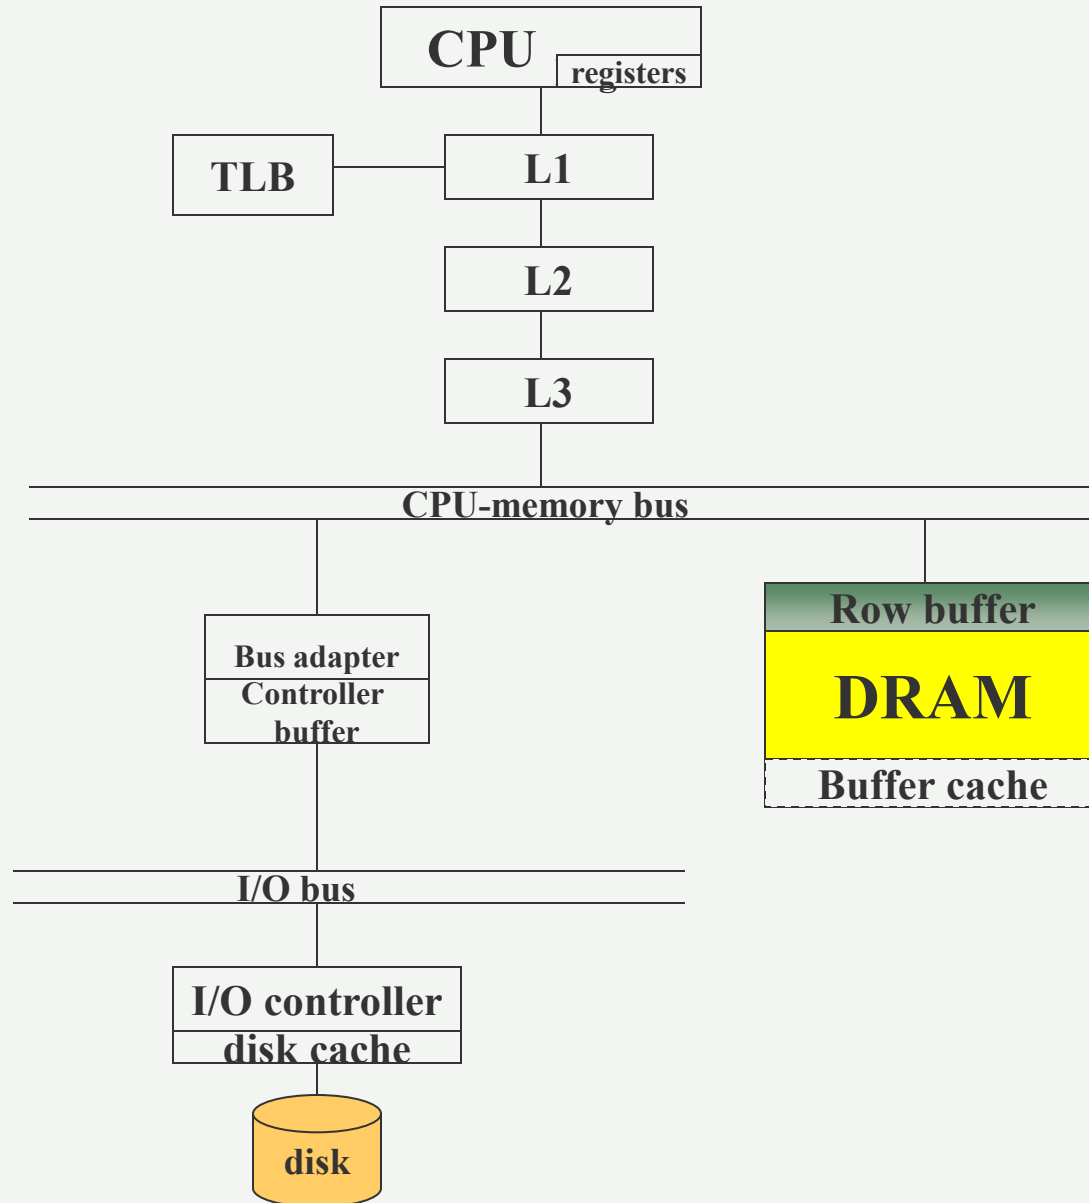 CPU
registers
TLB
L1
L2
L3
CPU-memory bus
Row buffer
Bus adapter
Controller
buffer
DRAM
Buffer cache
I/O bus
I/O controller
disk cache
disk